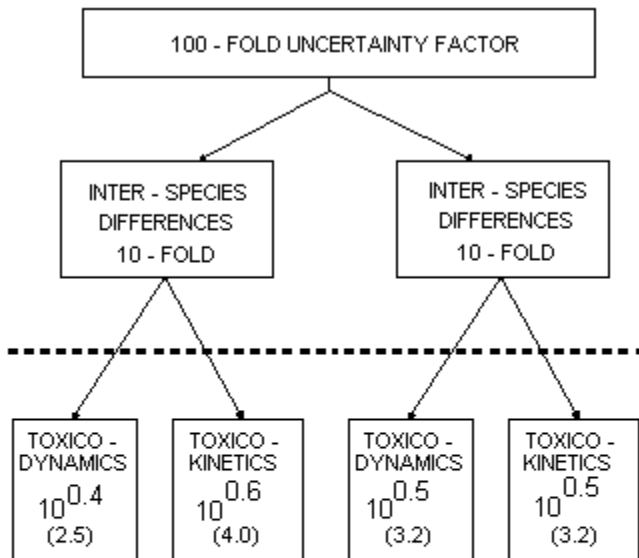 100 - FOLD UNCERTAINTY FACTOR
INTER - SPECIES
DIFFERENCES
10 - FOLD
INTER - SPECIES
DIFFERENCES
10 - FOLD
TOXICO -
DYNAMICS
10^0.4
(2.5)
TOXICO -
KINETICS
10^0.6
(4.0)
TOXICO -
DYNAMICS
10^0.5
(3.2)
TOXICO -
KINETICS
10^0.5
(3.2)